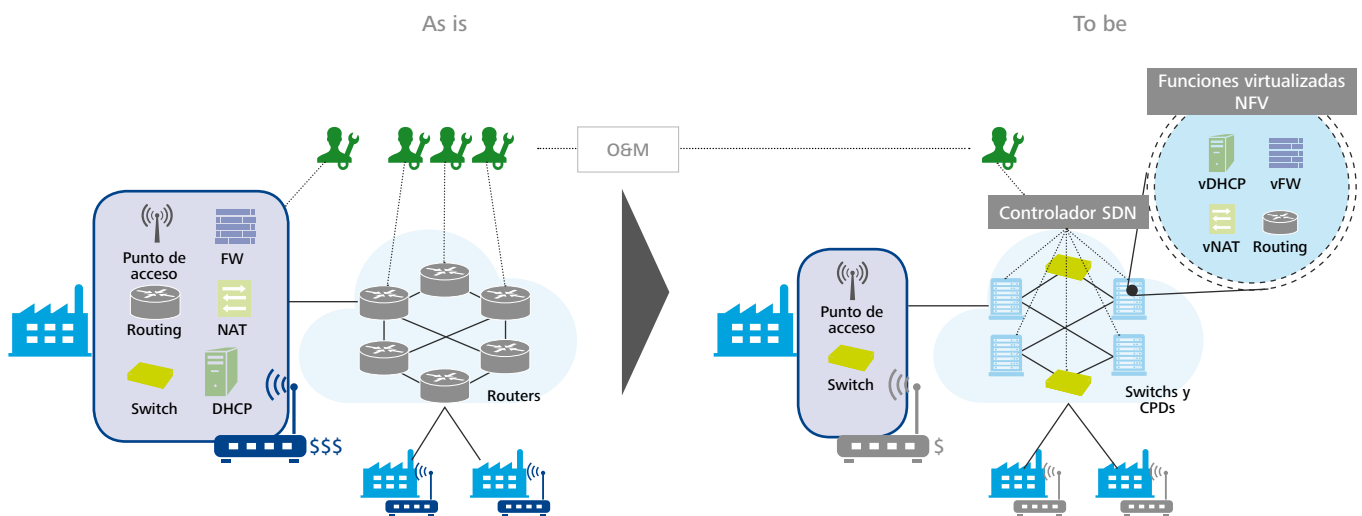 As is
To be
Funciones virtualizadas
NFV
O&M
vDHCP
vFW
vNAT
Routing
Controlador SDN
Punto de
acceso
FW
Routing
NAT
Switch
DHCP
$$$
Routers
Punto de
acceso
Switch
$
Switchs y
CPDs